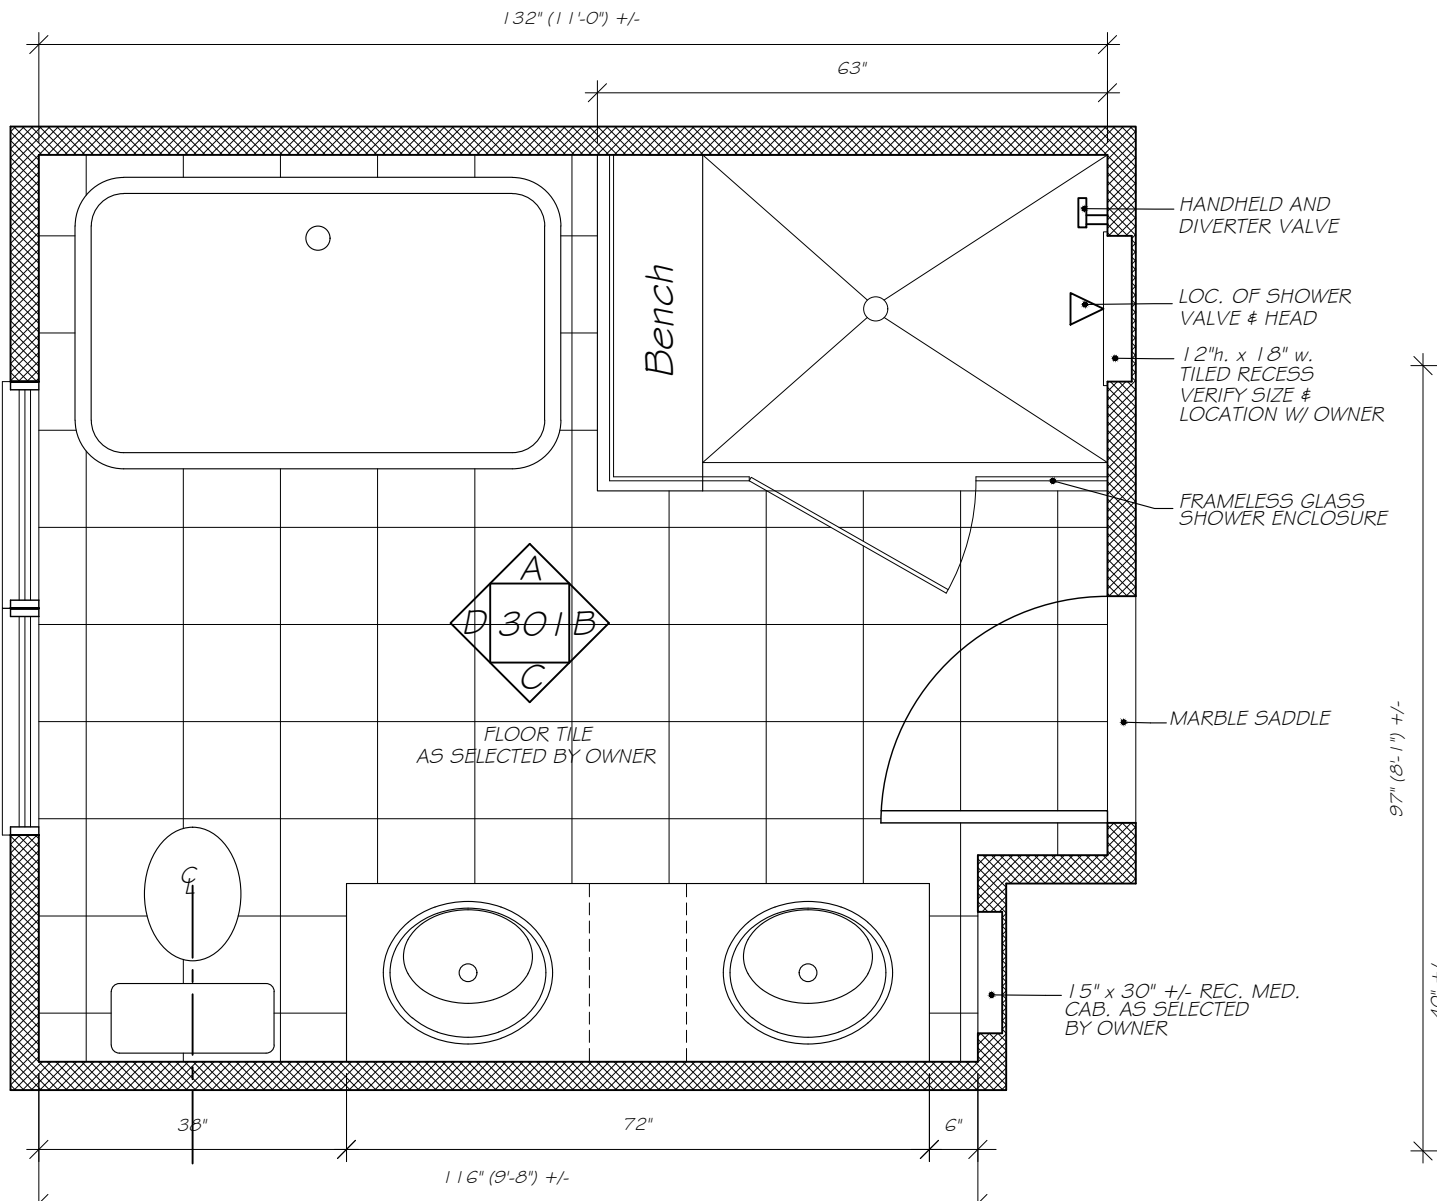 132" (11'-0") +/-
63"
HANDHELD AND
DIVERTER VALVE
LOC. OF SHOWER
VALVE & HEAD
12"h. x 18" w.
TILED RECESS
VERIFY SIZE &
LOCATION W/ OWNER
Bench
FRAMELESS GLASS
SHOWER ENCLOSURE
A
D 301 B
C
FLOOR TILE
AS SELECTED BY OWNER
MARBLE SADDLE
97" (8'-1") +/-
CL
15" x 30" +/- REC. MED.
CAB. AS SELECTED
BY OWNER
38"
72"
6"
116" (9'-8") +/-